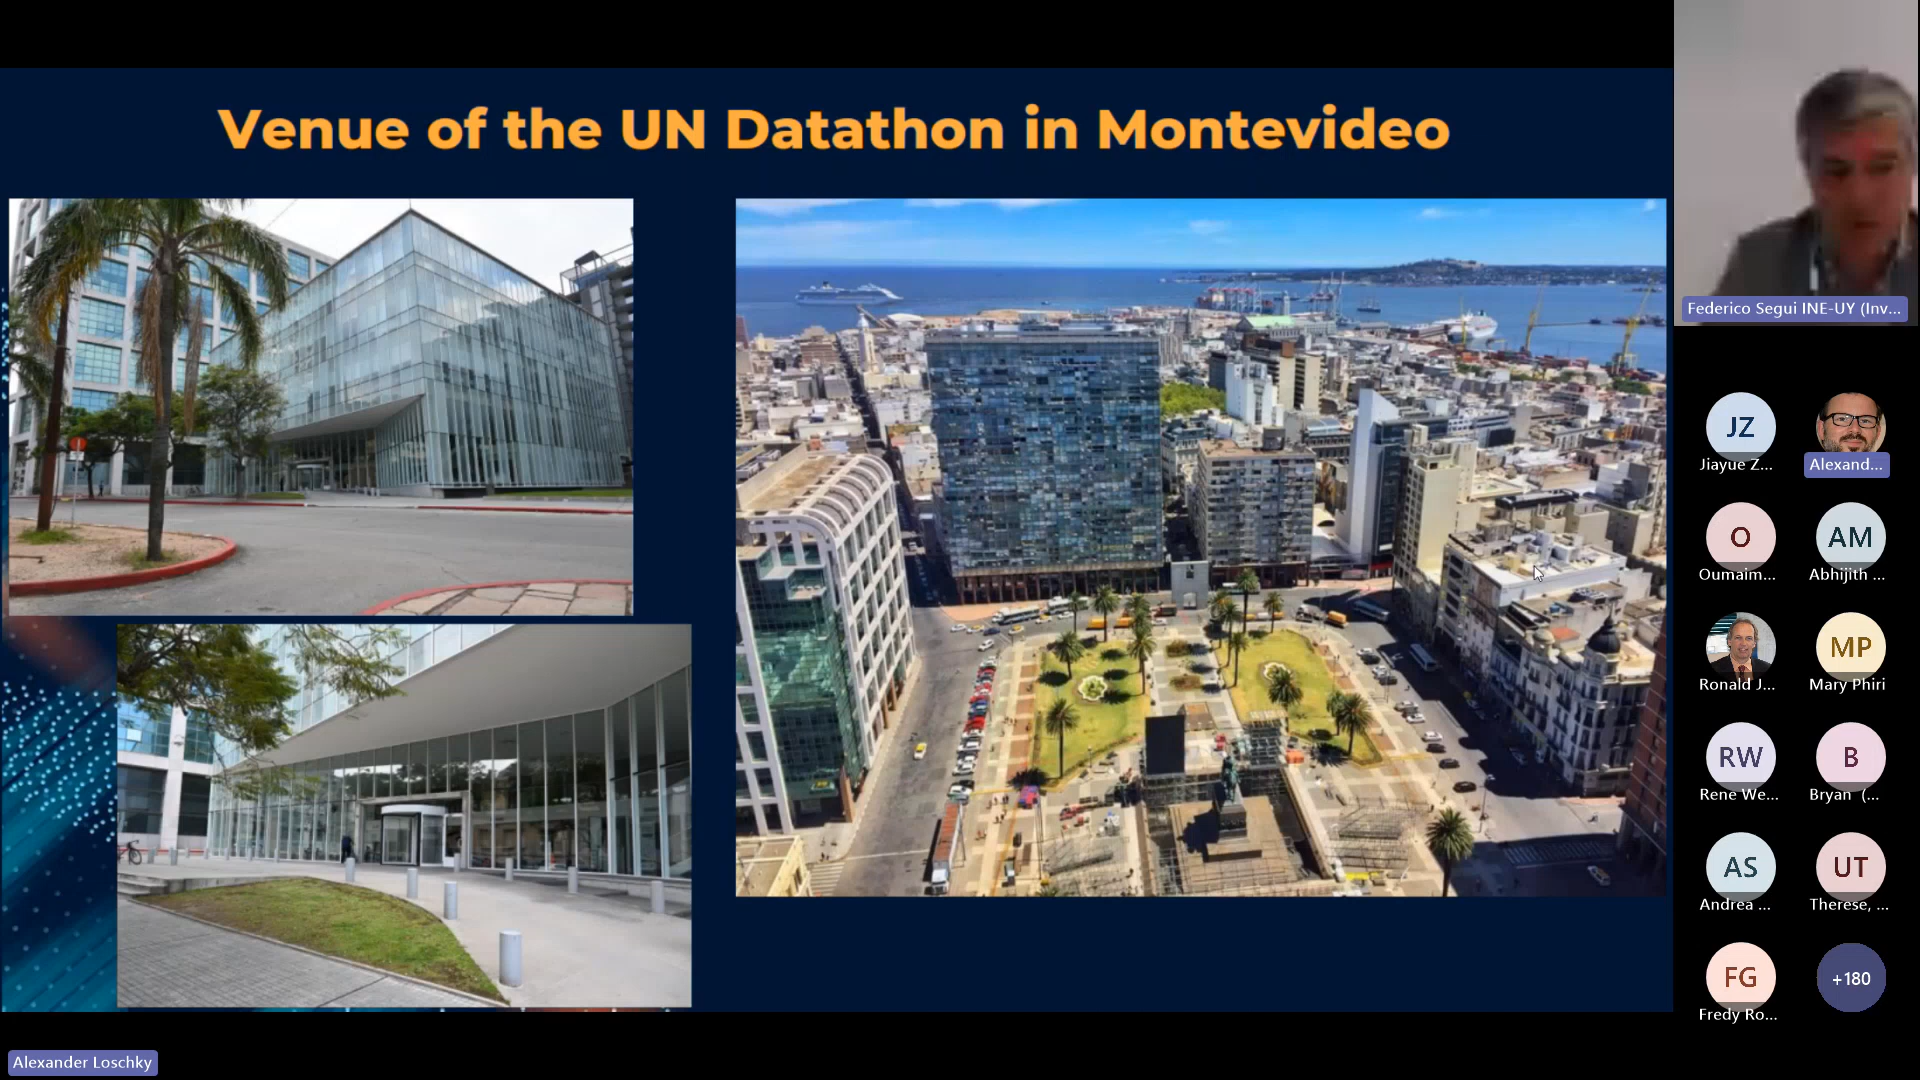 Venue of the UN Datathon in Montevideo
Federico Segui INE-UY (Inv...
JZ
Jiayue Z...
Alexand...
O
Oumaim...
AM
Abhijith ...
Ronald J...
MP
Mary Phiri
RW
Rene We...
B
Bryan (...
AS
Andrea ...
UT
Therese, ...
FG
Fredy Ro...
+180
Alexander Loschky